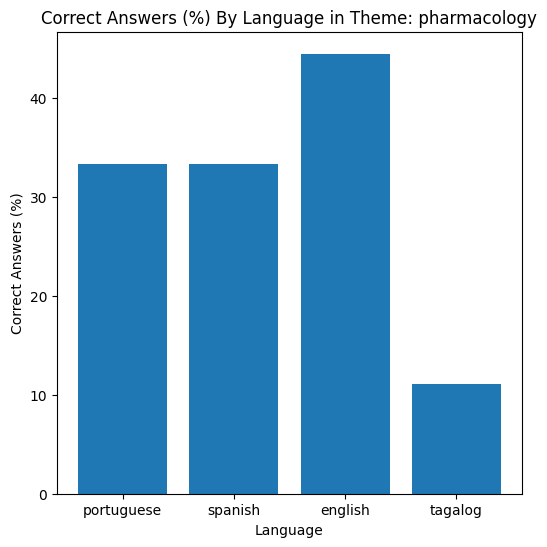 Correct Answers (%) By Language in Theme: pharmacology
Correct Answers (%)
40
30
20
10
0
portuguese spanish english tagalog
Language